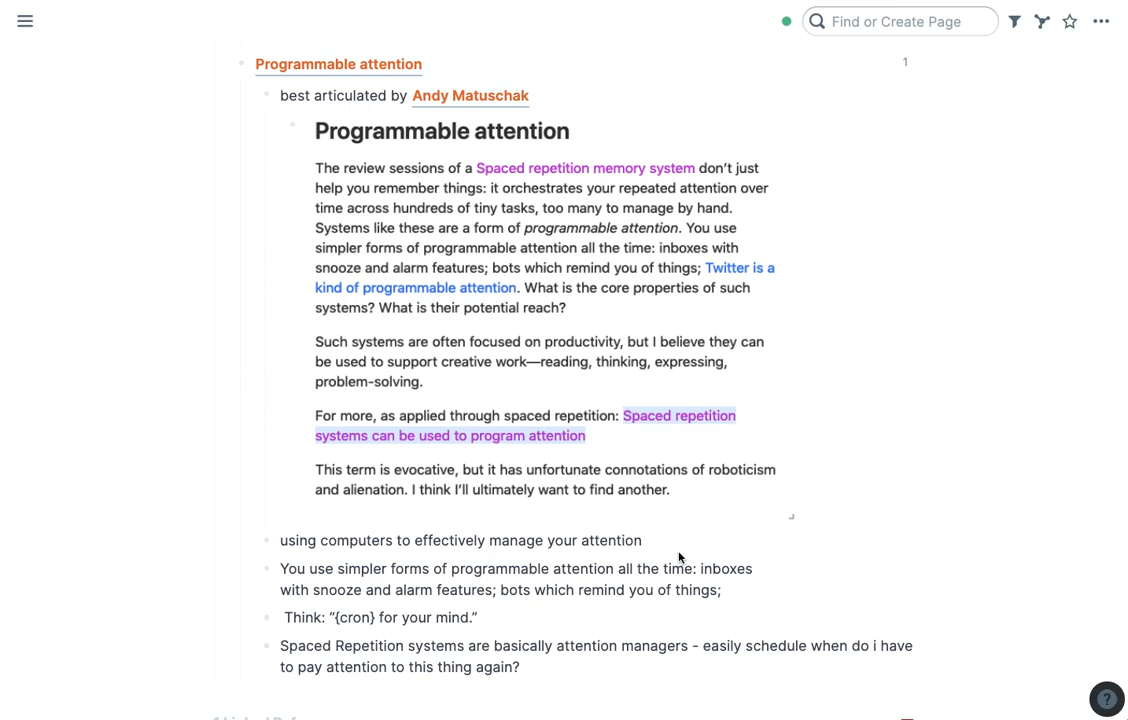 Find or Create Page
Programmable attention
1
best articulated by Andy Matuschak
Programmable attention
The review sessions of a Spaced repetition memory system don't just
help you remember things: it orchestrates your repeated attention over
time across hundreds of tiny tasks, too many to manage by hand.
Systems like these are a form of programmable attention. You use
simpler forms of programmable attention all the time: inboxes with
snooze and alarm features; bots which remind you of things; Twitter is a
kind of programmable attention. What is the core properties of such
systems? What is their potential reach?
Such systems are often focused on productivity, but I believe they can
be used to support creative work—reading, thinking, expressing,
problem-solving.
For more, as applied through spaced repetition: Spaced repetition
systems can be used to program attention
This term is evocative, but it has unfortunate connotations of roboticism
and alienation. I think I'll ultimately want to find another.
using computers to effectively manage your attention
You use simpler forms of programmable attention all the time: inboxes
with snooze and alarm features; bots which remind you of things;
Think: “{cron} for your mind.”
Spaced Repetition systems are basically attention managers - easily schedule when do i have
to pay attention to this thing again?
?